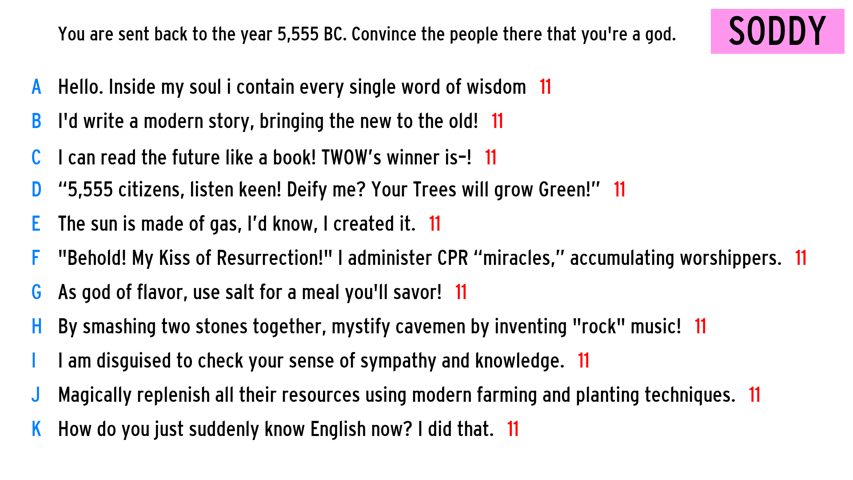 You are sent back to the year 5,555 BC. Convince the people there that you're a god.
SODDY
A Hello. Inside my soul i contain every single word of wisdom 11
B I'd write a modern story, bringing the new to the old! 11
C I can read the future like a book! TWOW’s winner is–! 11
D “5,555 citizens, listen keen! Deify me? Your Trees will grow Green!” 11
E The sun is made of gas, I’d know, I created it. 11
F "Behold! My Kiss of Resurrection!" I administer CPR “miracles,” accumulating worshippers. 11
G As god of flavor, use salt for a meal you'll savor! 11
H By smashing two stones together, mystify cavemen by inventing "rock" music! 11
I I am disguised to check your sense of sympathy and knowledge. 11
J Magically replenish all their resources using modern farming and planting techniques. 11
K How do you just suddenly know English now? I did that. 11